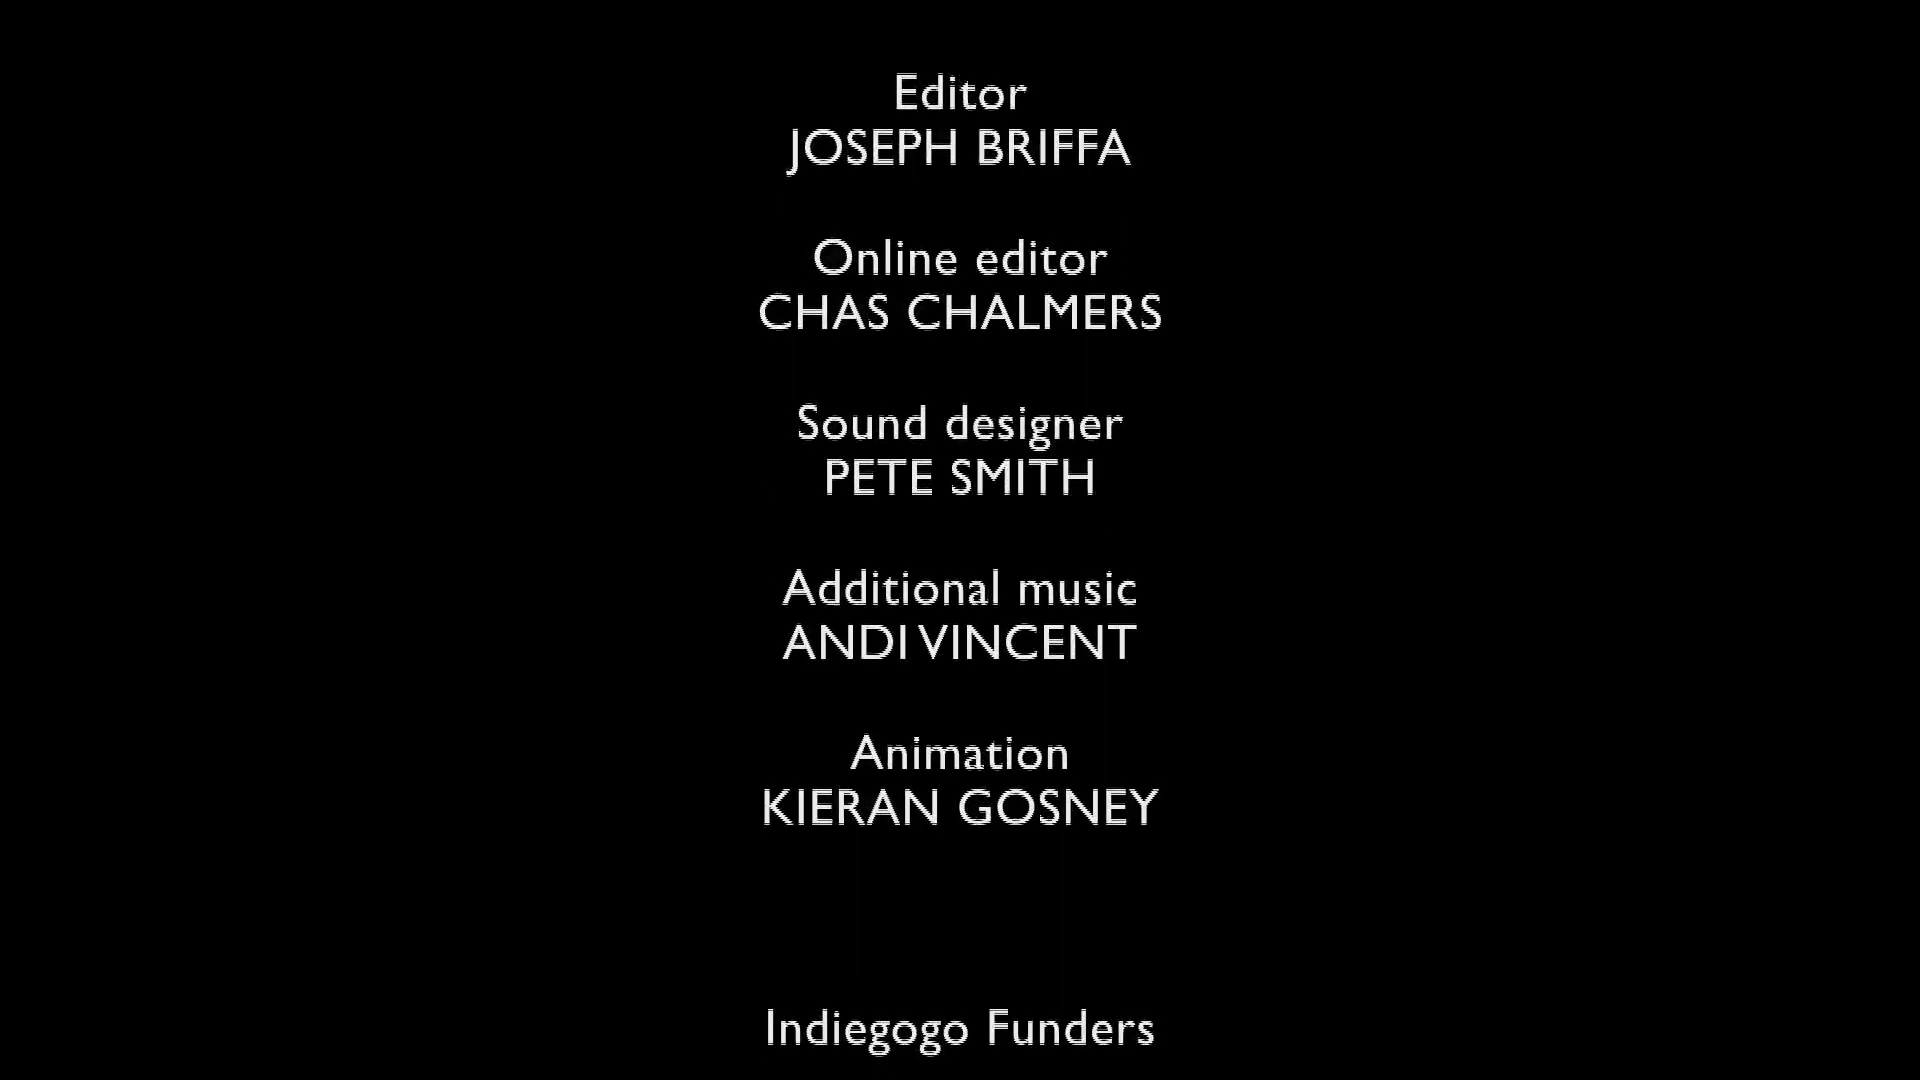 Editor
JOSEPH BRIFFA
Online editor
CHAS CHALMERS
Sound designer
PETE SMITH
Additional music
ANDI VINCENT
Animation
KIERAN GOSNEY
Indiegogo Funders